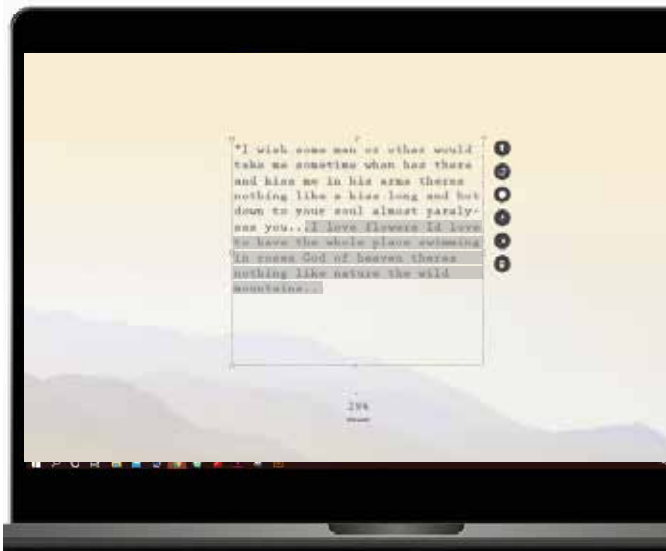 "I wish some man or other would
take me sometime when hes there
and kiss me in his arms theres
nothing like a kiss long and hot
down to your soul almost paraly-
ses you...I love flowers Id love
to have the whole place swimming
in roses God of heaven theres
nothing like nature the wild
mountains...